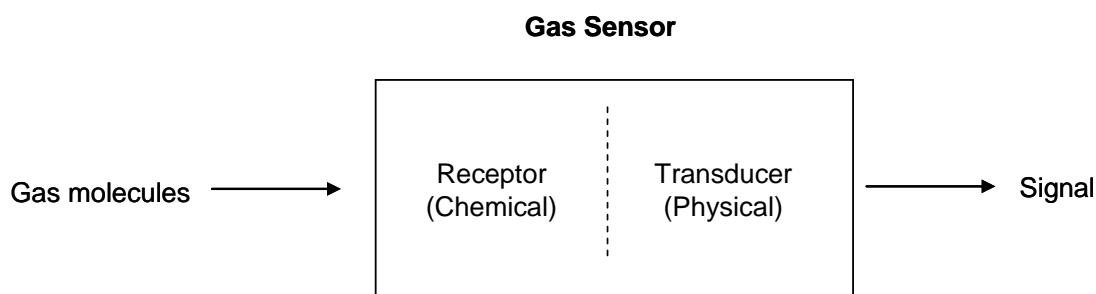 Gas Sensor
Gas molecules
Receptor
(Chemical)
Transducer
(Physical)
Signal